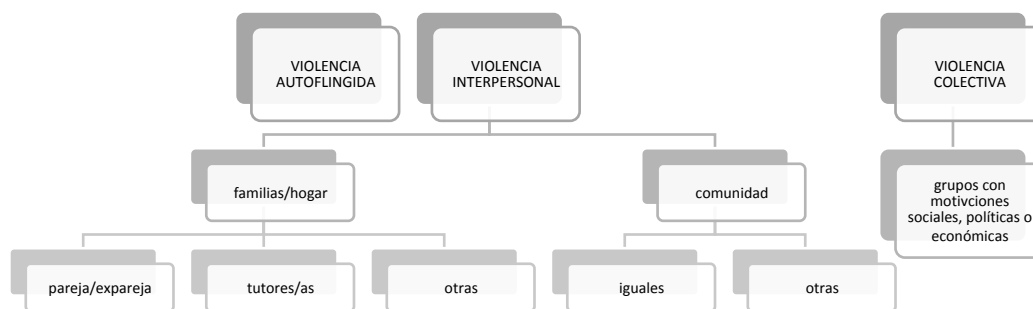 VIOLENCIA
AUTOFLINGIDA
VIOLENCIA
INTERPERSONAL
VIOLENCIA
COLECTIVA
familias/hogar
comunidad
grupos con
motivciones
sociales, políticas o
económicas
pareja/expareja
tutores/as
otras
iguales
otras